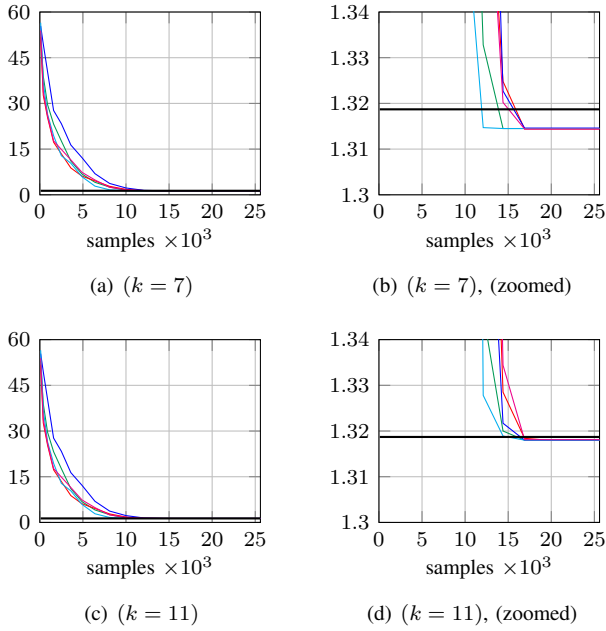 60
45
30
15
0
0 5 10 15 20 25
samples ×10³
(a) (k = 7)
1.34
1.33
1.32
1.31
1.3
0 5 10 15 20 25
samples ×10³
(b) (k = 7), (zoomed)
60
45
30
15
0
0 5 10 15 20 25
samples ×10³
(c) (k = 11)
1.34
1.33
1.32
1.31
1.3
0 5 10 15 20 25
samples ×10³
(d) (k = 11), (zoomed)